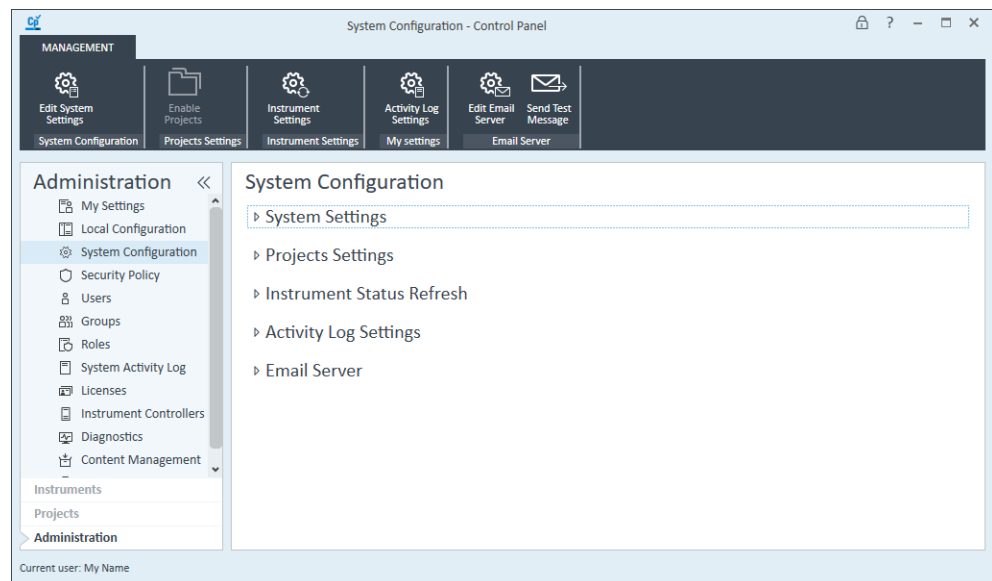 Cp
System Configuration - Control Panel
?
MANAGEMENT
Edit System
Settings
Enable
Projects
Instrument
Settings
Activity Log
Settings
Edit Email
Server
Send Test
Message
System Configuration
Projects Settings
Instrument Settings
My settings
Email Server
Administration
My Settings
Local Configuration
System Configuration
Security Policy
Users
Groups
Roles
System Activity Log
Licenses
Instrument Controllers
Diagnostics
Content Management
Instruments
Projects
Administration
System Configuration
System Settings
Projects Settings
Instrument Status Refresh
Activity Log Settings
Email Server
Current user: My Name